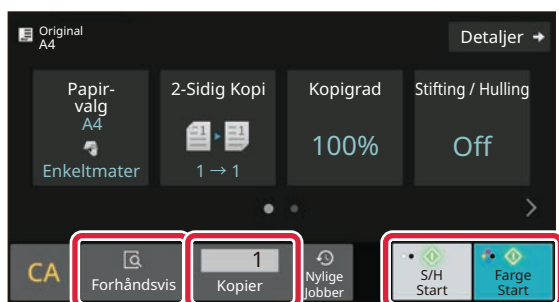 Original
A4
Detaljer
Papir-
valg
A4
Enkeltmater
2-Sidig Kopi
1 → 1
Kopigrad
100%
Stifting / Hulling
Off
CA
Forhåndsvis
1
Kopier
Nylige
Jobber
S/H
Start
Farge
Start